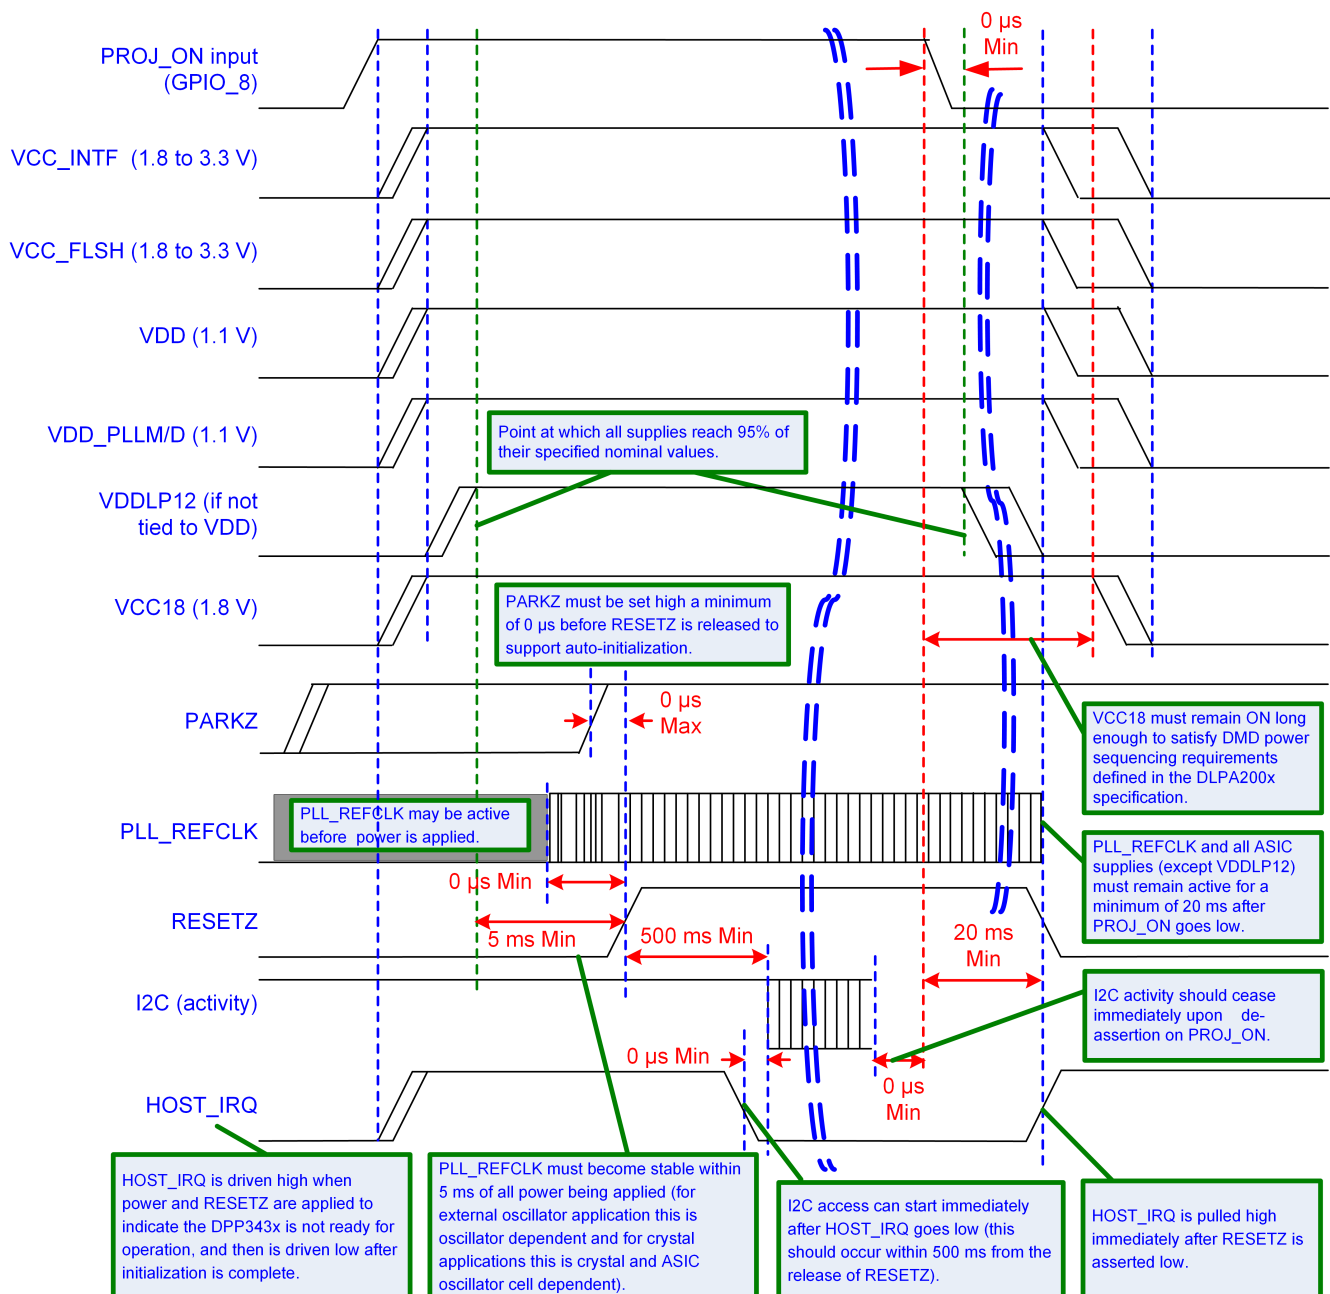 0 µs
Min
PROJ_ON input
(GPIO_8)
VCC_INTF (1.8 to 3.3 V)
VCC_FLSH (1.8 to 3.3 V)
VDD (1.1 V)
VDD_PLLM/D (1.1 V)
Point at which all supplies reach 95% of
their specified nominal values.
VDDLP12 (if not
tied to VDD)
VCC18 (1.8 V)
PARKZ must be set high a minimum
of 0 µs before RESETZ is released to
support auto-initialization.
PARKZ
0 µs
Max
VCC18 must remain ON long
enough to satisfy DMD power
sequencing requirements
defined in the DLPA200x
specification.
PLL_REFCLK
PLL_REFCLK may be active
before power is applied.
PLL_REFCLK and all ASIC
supplies (except VDDLP12)
must remain active for a
minimum of 20 ms after
PROJ_ON goes low.
0 µs Min
RESETZ
5 ms Min
500 ms Min
20 ms
Min
I2C (activity)
I2C activity should cease
immediately upon de-
assertion on PROJ_ON.
0 µs Min
0 µs
Min
HOST_IRQ
HOST_IRQ is driven high when
power and RESETZ are applied to
indicate the DPP343x is not ready for
operation, and then is driven low after
initialization is complete.
PLL_REFCLK must become stable within
5 ms of all power being applied (for
external oscillator application this is
oscillator dependent and for crystal
applications this is crystal and ASIC
oscillator cell dependent).
I2C access can start immediately
after HOST_IRQ goes low (this
should occur within 500 ms from the
release of RESETZ).
HOST_IRQ is pulled high
immediately after RESETZ is
asserted low.